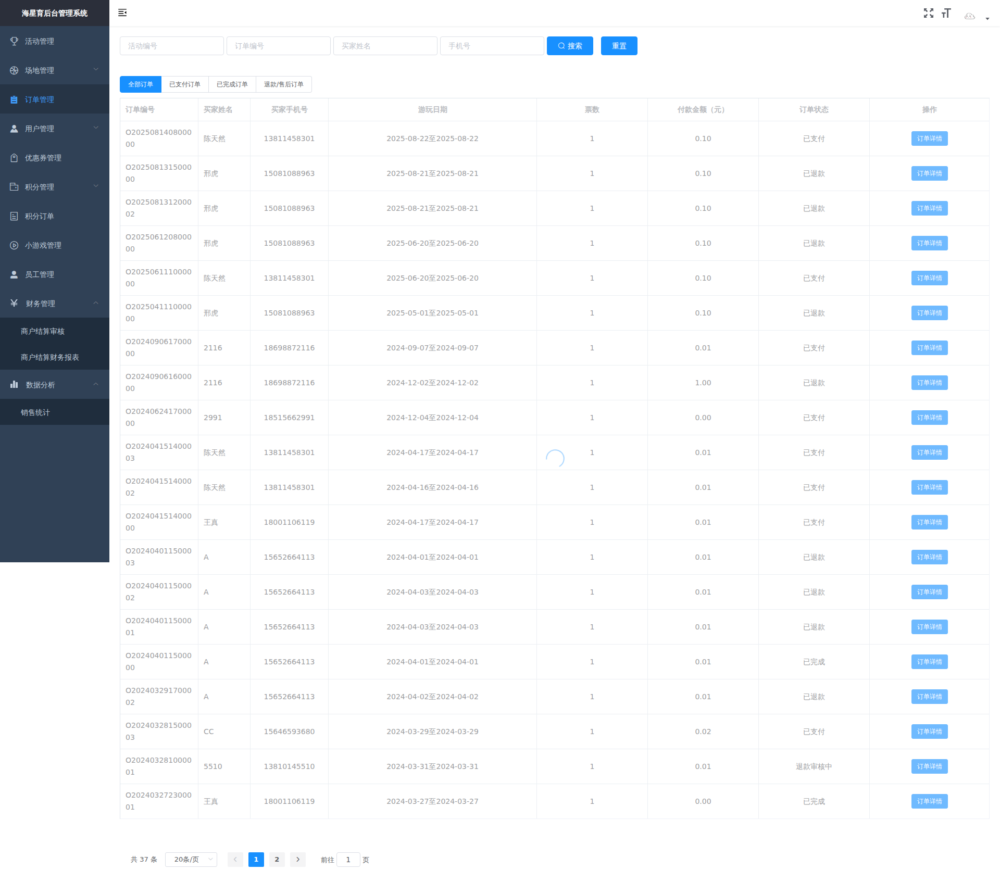 海星育后台管理系统
活动管理
场地管理
订单管理
用户管理
优惠券管理
积分管理
积分订单
小游戏管理
员工管理
¥ 财务管理
商户结算审核
商户结算财务报表
数据分析
销售统计
活动编号 订单编号 买家姓名 手机号 搜索 重置
全部订单 已支付订单 已完成订单 退款/售后订单
订单编号 买家姓名 买家手机号 游玩日期 票数 付款金额（元） 订单状态 操作
O2025081408000
00 陈天然 13811458301 2025-08-22至2025-08-22 1 0.10 已支付 订单详情
O2025081315000
00 邢虎 15081088963 2025-08-21至2025-08-21 1 0.10 已退款 订单详情
O2025081312000
02 邢虎 15081088963 2025-08-21至2025-08-21 1 0.10 已退款 订单详情
O2025061208000
00 邢虎 15081088963 2025-06-20至2025-06-20 1 0.10 已退款 订单详情
O2025061110000
00 陈天然 13811458301 2025-06-20至2025-06-20 1 0.10 已支付 订单详情
O2025041110000
00 邢虎 15081088963 2025-05-01至2025-05-01 1 0.10 已退款 订单详情
O2024090617000
00 2116 18698872116 2024-09-07至2024-09-07 1 0.01 已支付 订单详情
O2024090616000
00 2116 18698872116 2024-12-02至2024-12-02 1 1.00 已退款 订单详情
O2024062417000
00 2991 18515662991 2024-12-04至2024-12-04 1 0.00 已支付 订单详情
O2024041514000
03 陈天然 13811458301 2024-04-17至2024-04-17 1 0.01 已支付 订单详情
O2024041514000
02 陈天然 13811458301 2024-04-16至2024-04-16 1 0.01 已支付 订单详情
O2024041514000
00 王真 18001106119 2024-04-17至2024-04-17 1 0.01 已支付 订单详情
O2024040115000
03 A 15652664113 2024-04-01至2024-04-01 1 0.01 已退款 订单详情
O2024040115000
02 A 15652664113 2024-04-03至2024-04-03 1 0.01 已退款 订单详情
O2024040115000
01 A 15652664113 2024-04-03至2024-04-03 1 0.01 已退款 订单详情
O2024040115000
00 A 15652664113 2024-04-01至2024-04-01 1 0.01 已完成 订单详情
O2024032917000
02 A 15652664113 2024-04-02至2024-04-02 1 0.01 已退款 订单详情
O2024032815000
03 CC 15646593680 2024-03-29至2024-03-29 1 0.02 已支付 订单详情
O2024032810000
01 5510 13810145510 2024-03-31至2024-03-31 1 0.01 退款审核中 订单详情
O2024032723000
01 王真 18001106119 2024-03-27至2024-03-27 1 0.00 已完成 订单详情
共 37 条 20条/页 1 2 前往 1 页